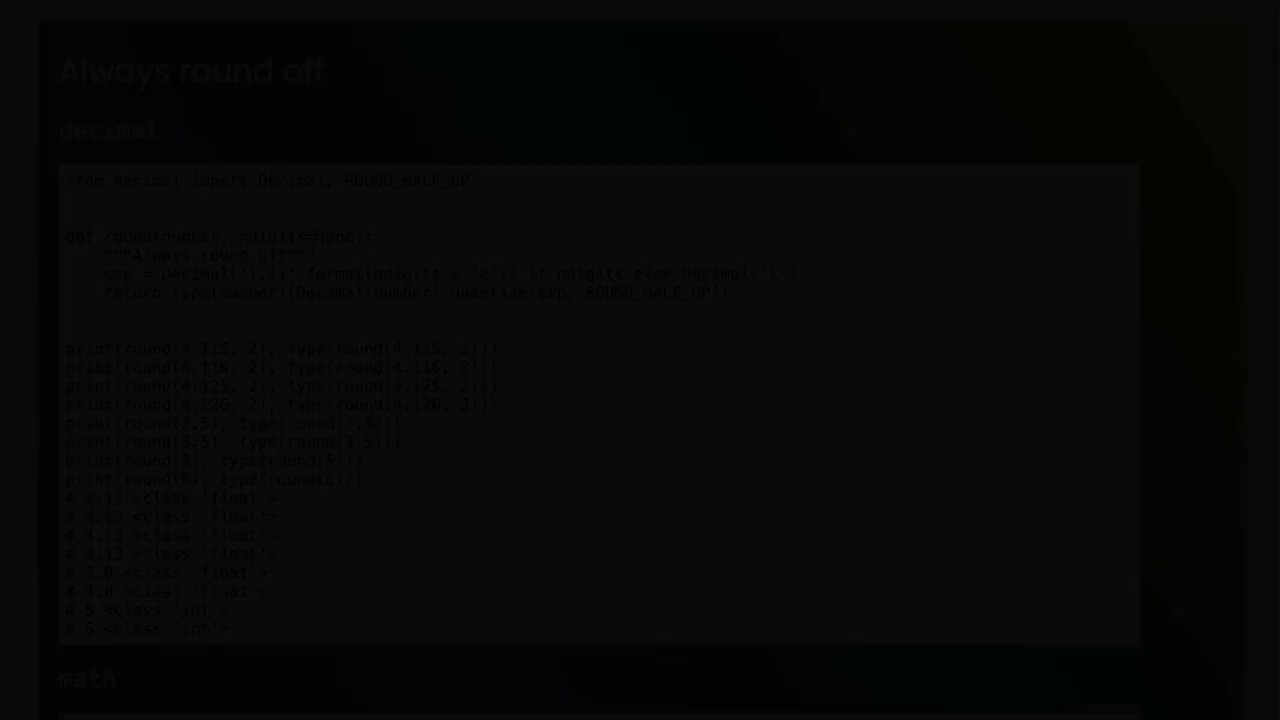 Always round off
decimal
from decimal import Decimal, ROUND_HALF_UP
def round(number, ndigits=None):
"""Always round off"""
exp = Decimal('1.{}'.format(ndigits * '0')) if ndigits else Decimal('1')
return type(number)(Decimal(number).quantize(exp, ROUND_HALF_UP))
print(round(4.115, 2), type(round(4.115, 2)))
print(round(4.116, 2), type(round(4.116, 2)))
print(round(4.125, 2), type(round(4.125, 2)))
print(round(4.126, 2), type(round(4.126, 2)))
print(round(2.5), type(round(2.5)))
print(round(3.5), type(round(3.5)))
print(round(5), type(round(5)))
print(round(6), type(round(6)))
# 4.12 <class 'float'>
# 4.12 <class 'float'>
# 4.13 <class 'float'>
# 4.13 <class 'float'>
# 3.0 <class 'float'>
# 4.0 <class 'float'>
# 5 <class 'int'>
# 6 <class 'int'>
math